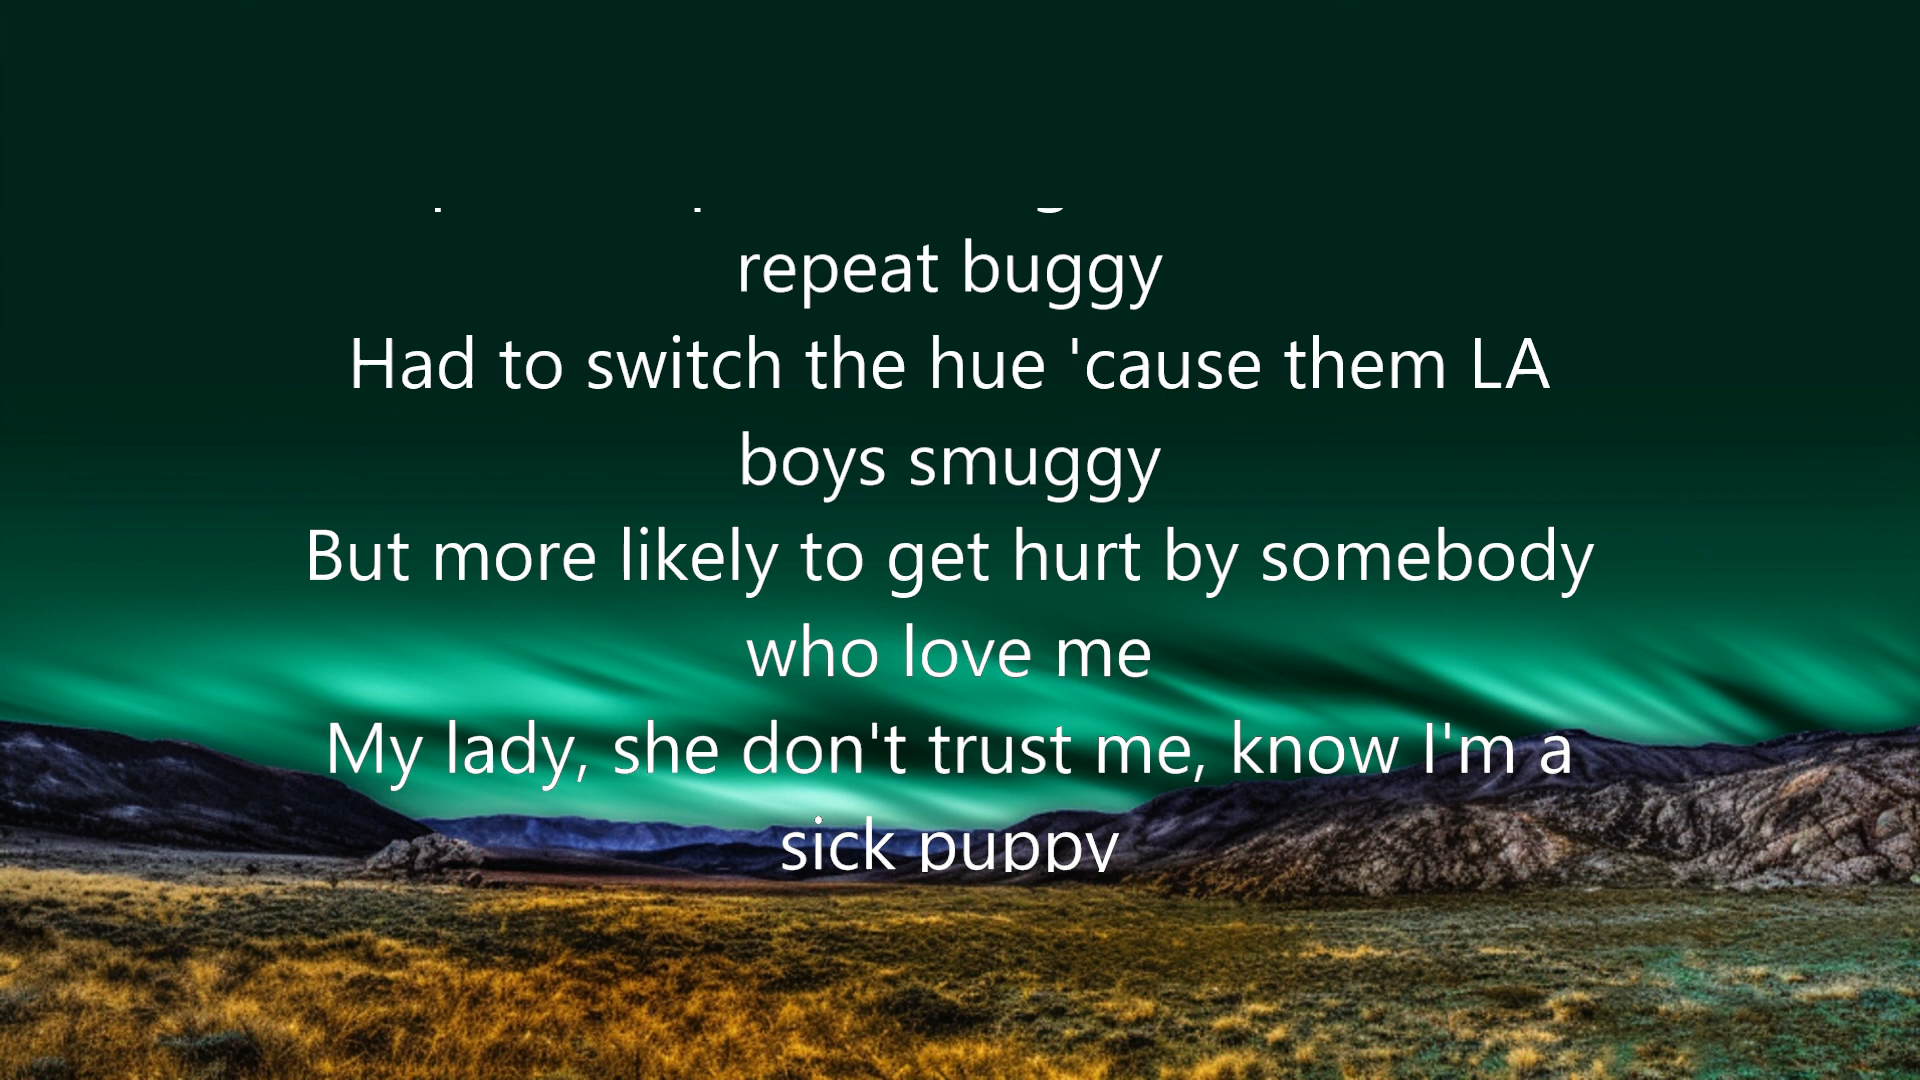 repeat buggy
Had to switch the hue 'cause them LA
boys smuggy
But more likely to get hurt by somebody
who love me
My lady, she don't trust me, know I'm a
sick puppy